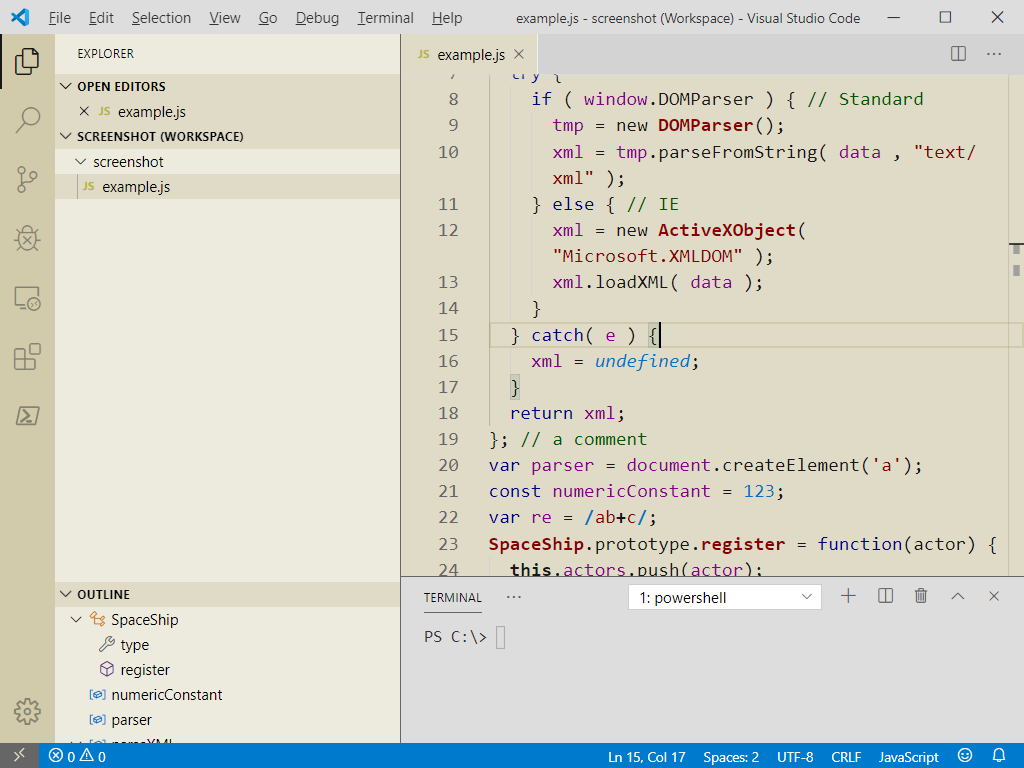 File Edit Selection View Go Debug Terminal Help example.js - screenshot (Workspace) - Visual Studio Code
EXPLORER
OPEN EDITORS
JS example.js
SCREENSHOT (WORKSPACE)
screenshot
JS example.js
OUTLINE
SpaceShip
type
register
numericConstant
parser
parseXML
JS example.js
7 try {
8 if ( window.DOMParser ) { // Standard
9 tmp = new DOMParser();
10 xml = tmp.parseFromString( data , "text/
xml" );
11 } else { // IE
12 xml = new ActiveXObject(
"Microsoft.XMLDOM" );
13 xml.loadXML( data );
14 }
15 } catch( e ) {
16 xml = undefined;
17 }
18 return xml;
19 }; // a comment
20 var parser = document.createElement('a');
21 const numericConstant = 123;
22 var re = /ab+c/;
23 SpaceShip.prototype.register = function(actor) {
24 this.actors.push(actor);
TERMINAL ··· 1: powershell
PS C:\>
0 0 Ln 15, Col 17 Spaces: 2 UTF-8 CRLF JavaScript